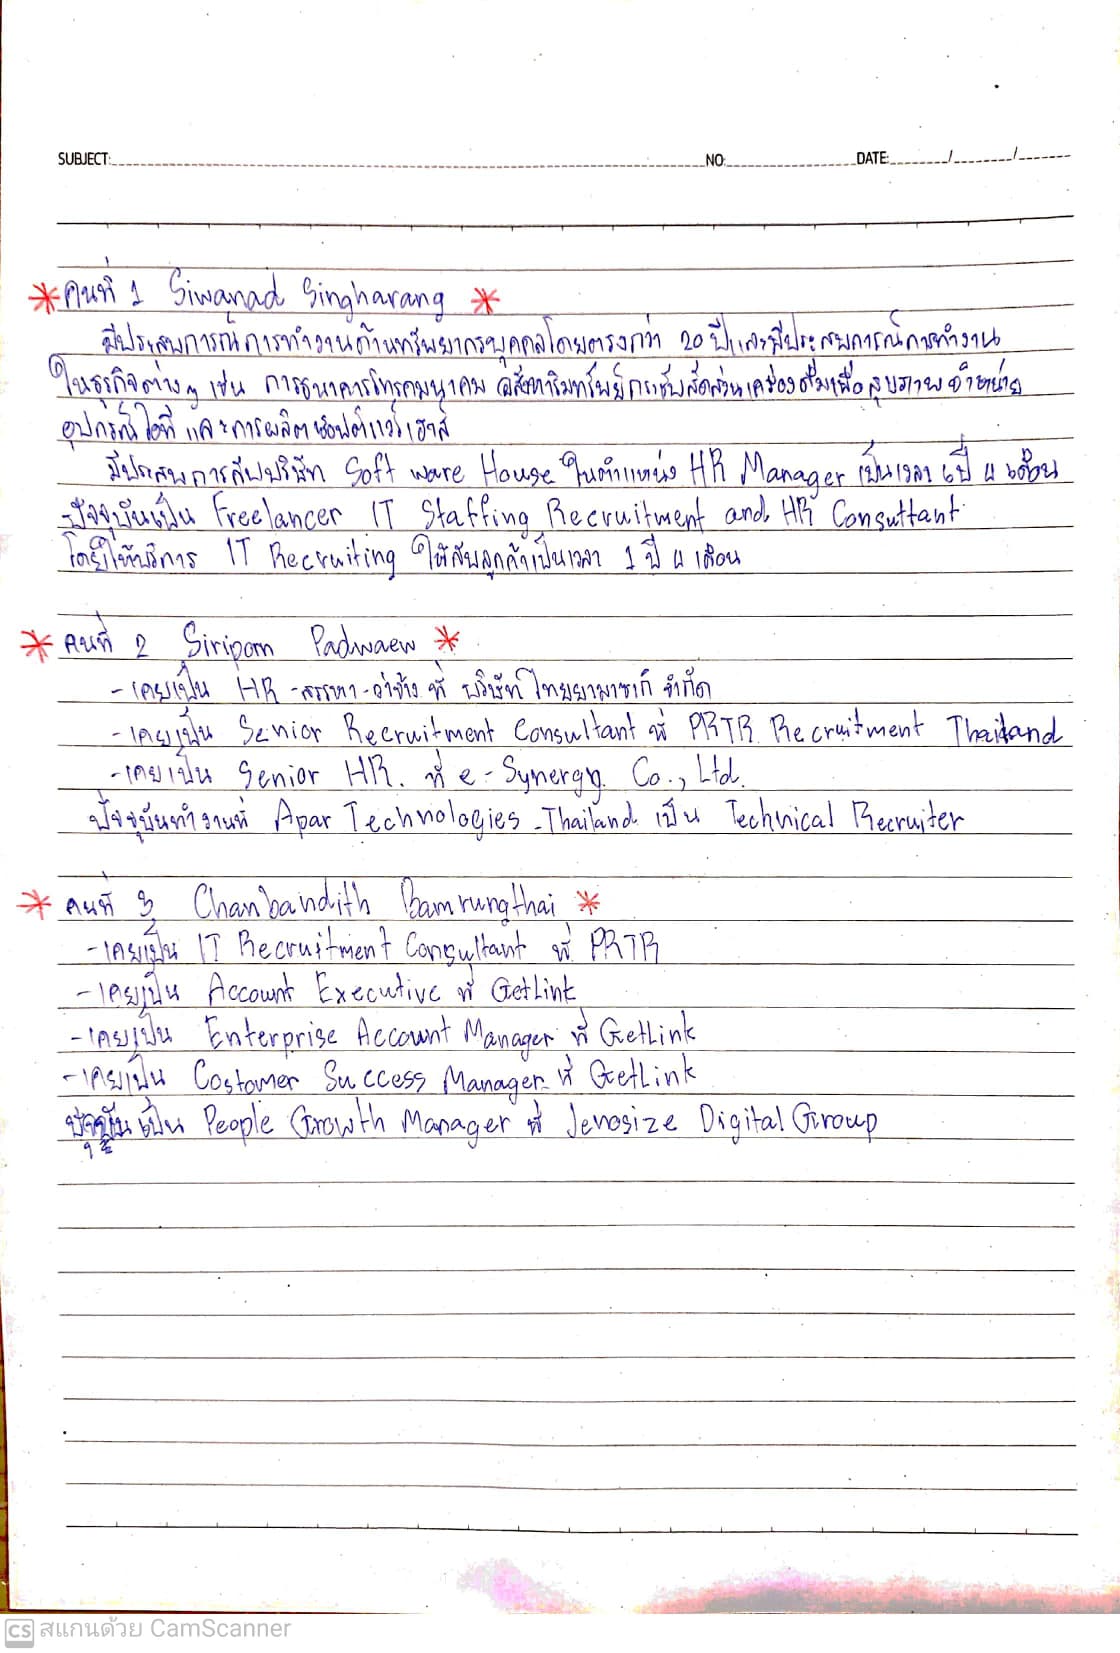 SUBJECT: NO. DATE: / /
* คนที่ 1 Siwanad Singharang *
มีประสบการณ์การทำงานด้านทรัพยากรบุคคลโดยตรงกว่า 20 ปี และมีประสบการณ์การทำงาน
ในธุรกิจต่างๆ เช่น การธนาคารโทรคมนาคม อสังหาริมทรัพย์ เครื่องดื่มเพื่อสุขภาพ จำหน่าย
อุปกรณ์ไอที และการผลิตซอฟต์แวร์เฮาส์
มีประสบการกับบริษัท Soft ware House ในตำแหน่ง HR Manager เป็นเวลา 6 ปี 4 เดือน
ปัจจุบันเป็น Freelancer IT Staffing Recruitment and HR Consuttant
โดยให้บริการ IT Recruiting ให้กับลูกค้าเป็นเวลา 1 ปี 4 เดือน
* คนที่ 2 Siriporn Padwaew *
-เคยเป็น HR -สรรหา-ว่าจ้าง ที่ บริษัท ไทยยามาซากิ จำกัด
-เคยเป็น Senior Recruitment Consultant ที่ PRTR Recruitment Thailand
-เคยเป็น Senior HR. ที่ e-Synergy. Co., Ltd.
ปัจจุบันทำงานที่ Apar Technologies -Thailand. เป็น Technical Recruiter
* คนที่ 3 Chanbandith Bamrungthai *
-เคยเป็น IT Recruitment Consultant ที่ PRTR
-เคยเป็น Account Executive ที่ GetLink
-เคยเป็น Enterprise Account Manager ที่ GetLink
-เคยเป็น Costomer Success Manager ที่ GetLink
ปัจจุบันเป็น People Growth Manager ที่ Jenosize Digital Group
CS สแกนด้วย CamScanner